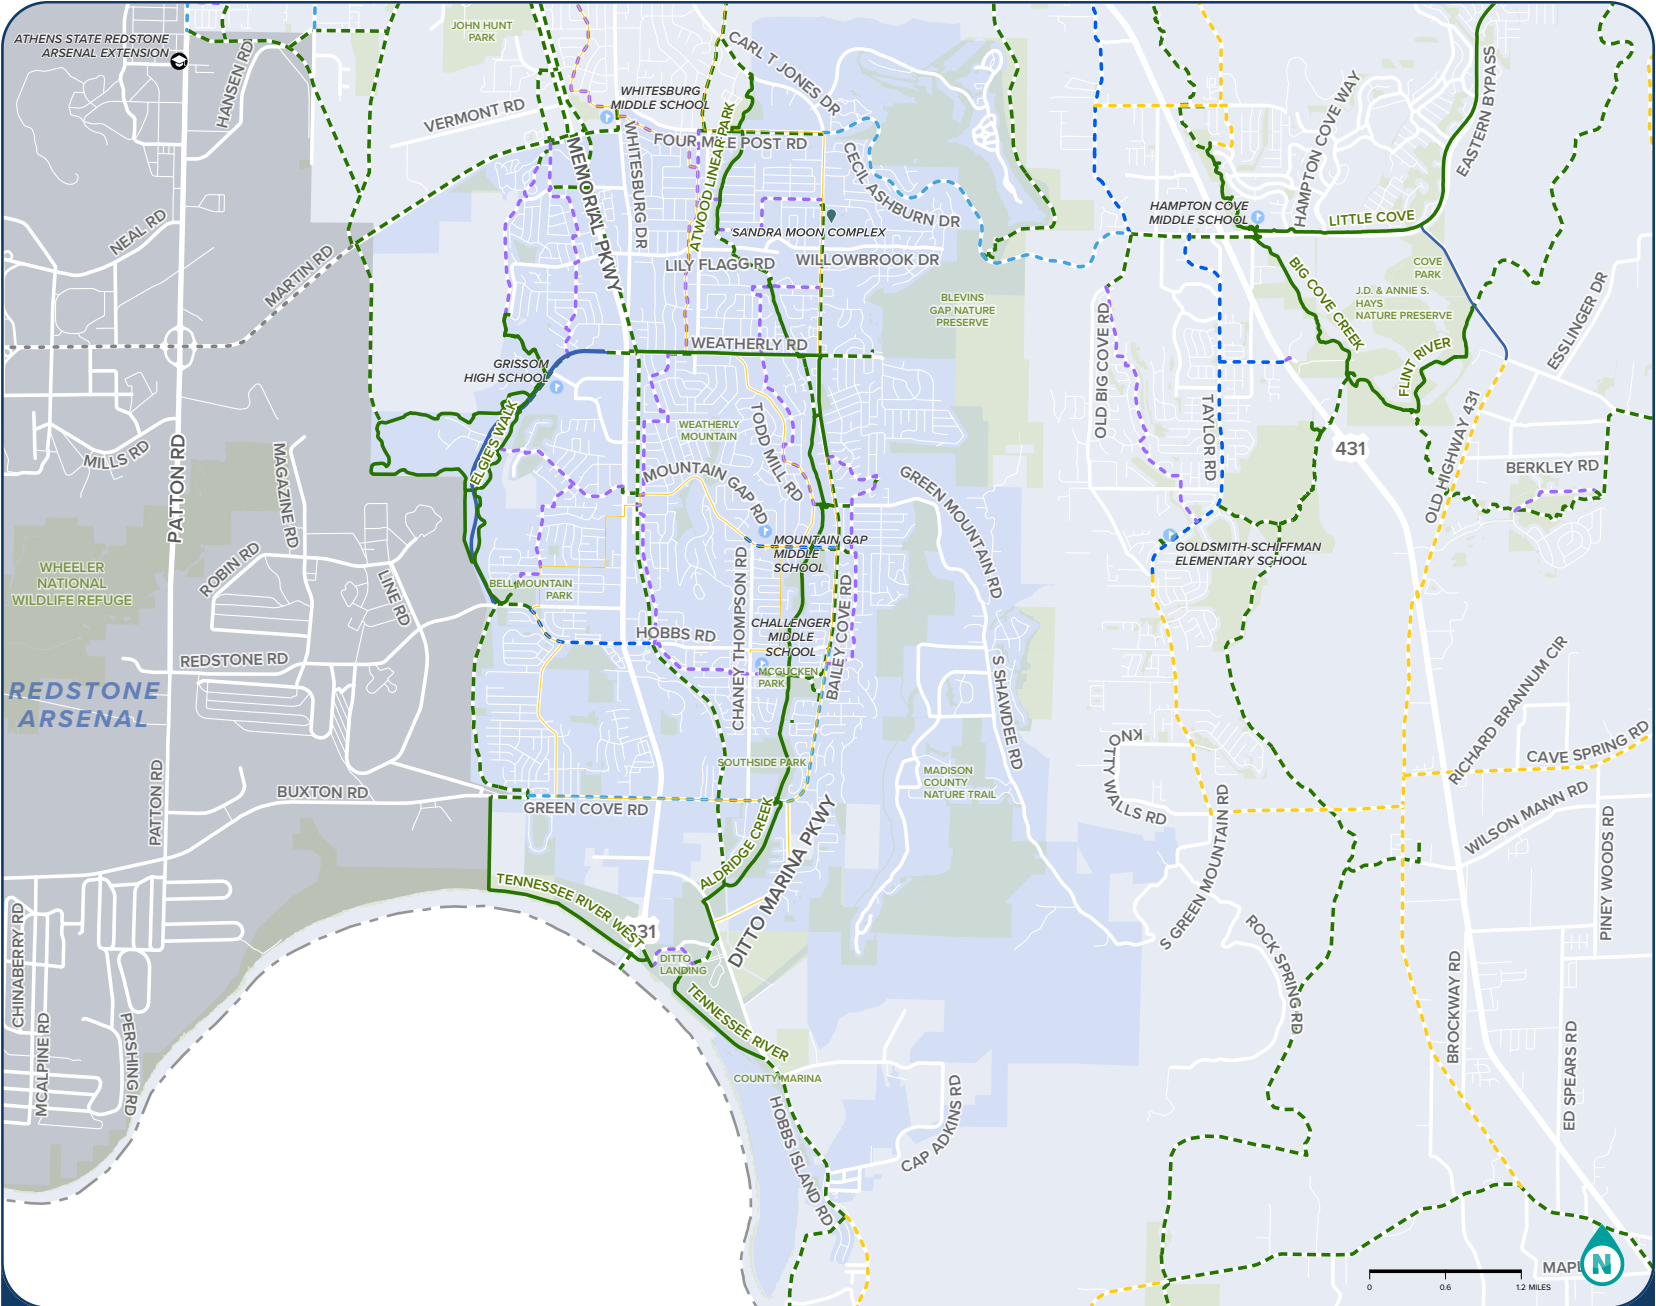 ATHENS STATE REDSTONE
ARSENAL EXTENSION
HANSEN RD
JOHN HUNT
PARK
VERMONT RD
WHITESBURG
MIDDLE SCHOOL
CARL T JONES DR
FOUR MILE POST RD
MEMORIAL PKWY
WHITESBURG DR
ATWOOD LINEAR PARK
CECIL ASHBURN DR
SANDRA MOON COMPLEX
LILY FLAGG RD
WILLOWBROOK DR
HAMPTON COVE
MIDDLE SCHOOL
HAMPTON COVE WAY
EASTERN BYPASS
LITTLE COVE
COVE
PARK
J.D. & ANNIE S.
HAYS
NATURE PRESERVE
BIG COVE CREEK
FLINT RIVER
ESSLINGER DR
NEAL RD
MARTIN RD
BLEVINS
GAP NATURE
PRESERVE
OLD BIG COVE RD
WEATHERLY RD
GRISSOM
HIGH SCHOOL
ELGIE'S WALK
WEATHERLY
MOUNTAIN
TODD MILL RD
MOUNTAIN GAP RD
TAYLOR RD
431
OLD HIGHWAY 431
BERKLEY RD
MILLS RD
PATTON RD
MAGAZINE RD
GREEN MOUNTAIN RD
MOUNTAIN GAP
MIDDLE
SCHOOL
GOLDSMITH-SCHIFFMAN
ELEMENTARY SCHOOL
WHEELER
NATIONAL
WILDLIFE REFUGE
ROBIN RD
LINE RD
BELL MOUNTAIN
PARK
CHANEY THOMPSON RD
BAILEY COVE RD
CHALLENGER
MIDDLE
SCHOOL
HOBBS RD
MCGUCKEN
PARK
REDSTONE RD
REDSTONE
ARSENAL
S SHAWDEE RD
RICHARD BRANNUM CIR
KNOTTY WALLS RD
CAVE SPRING RD
SOUTHSIDE PARK
MADISON
COUNTY
NATURE TRAIL
PATTON RD
BUXTON RD
GREEN COVE RD
ALDRIDGE CREEK
DITTO MARINA PKWY
S GREEN MOUNTAIN RD
WILSON MANN RD
PINEY WOODS RD
TENNESSEE RIVER WEST
231
DITTO
LANDING
TENNESSEE RIVER
ROCK SPRING RD
BROCKWAY RD
ED SPEARS RD
CHINABERRY RD
MCALPINE RD
PERSHING RD
COUNTY MARINA
HOBBS ISLAND RD
CAP ADKINS RD
MAPL
N
0 0.6 1.2 MILES